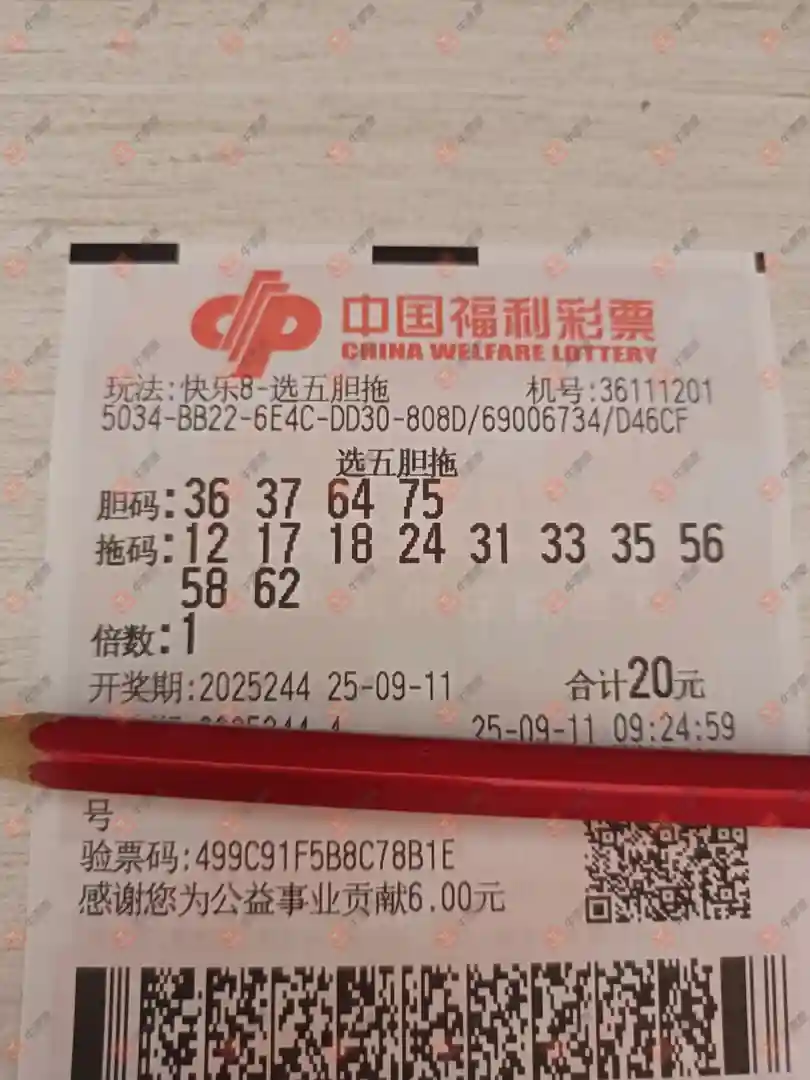 中国福利彩票
CHINA WELFARE LOTTERY
玩法:快乐8-选五胆拖 机号:36111201
5034-BB22-6E4C-DD30-808D/69006734/D46CF
选五胆拖
胆码:36 37 64 75
拖码:12 17 18 24 31 33 35 56
58 62
倍数:1
开奖期:2025244 25-09-11 合计20元
25-09-11 09:24:59
号
验票码:499C91F5B8C78B1E
感谢您为公益事业贡献6.00元